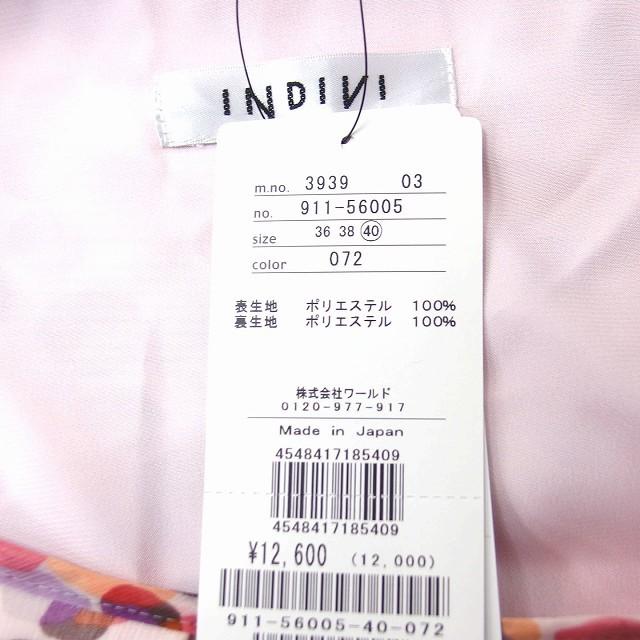 INDIVI
m.no. 3939 03
no. 911-56005
size 36 38 40
color 072
表生地 ポリエステル 100%
裏生地 ポリエステル 100%
株式会社ワールド
0120-977-917
Made in Japan
4548417185409
4548417185409
¥12,600 (12,000)
911-56005-40-072